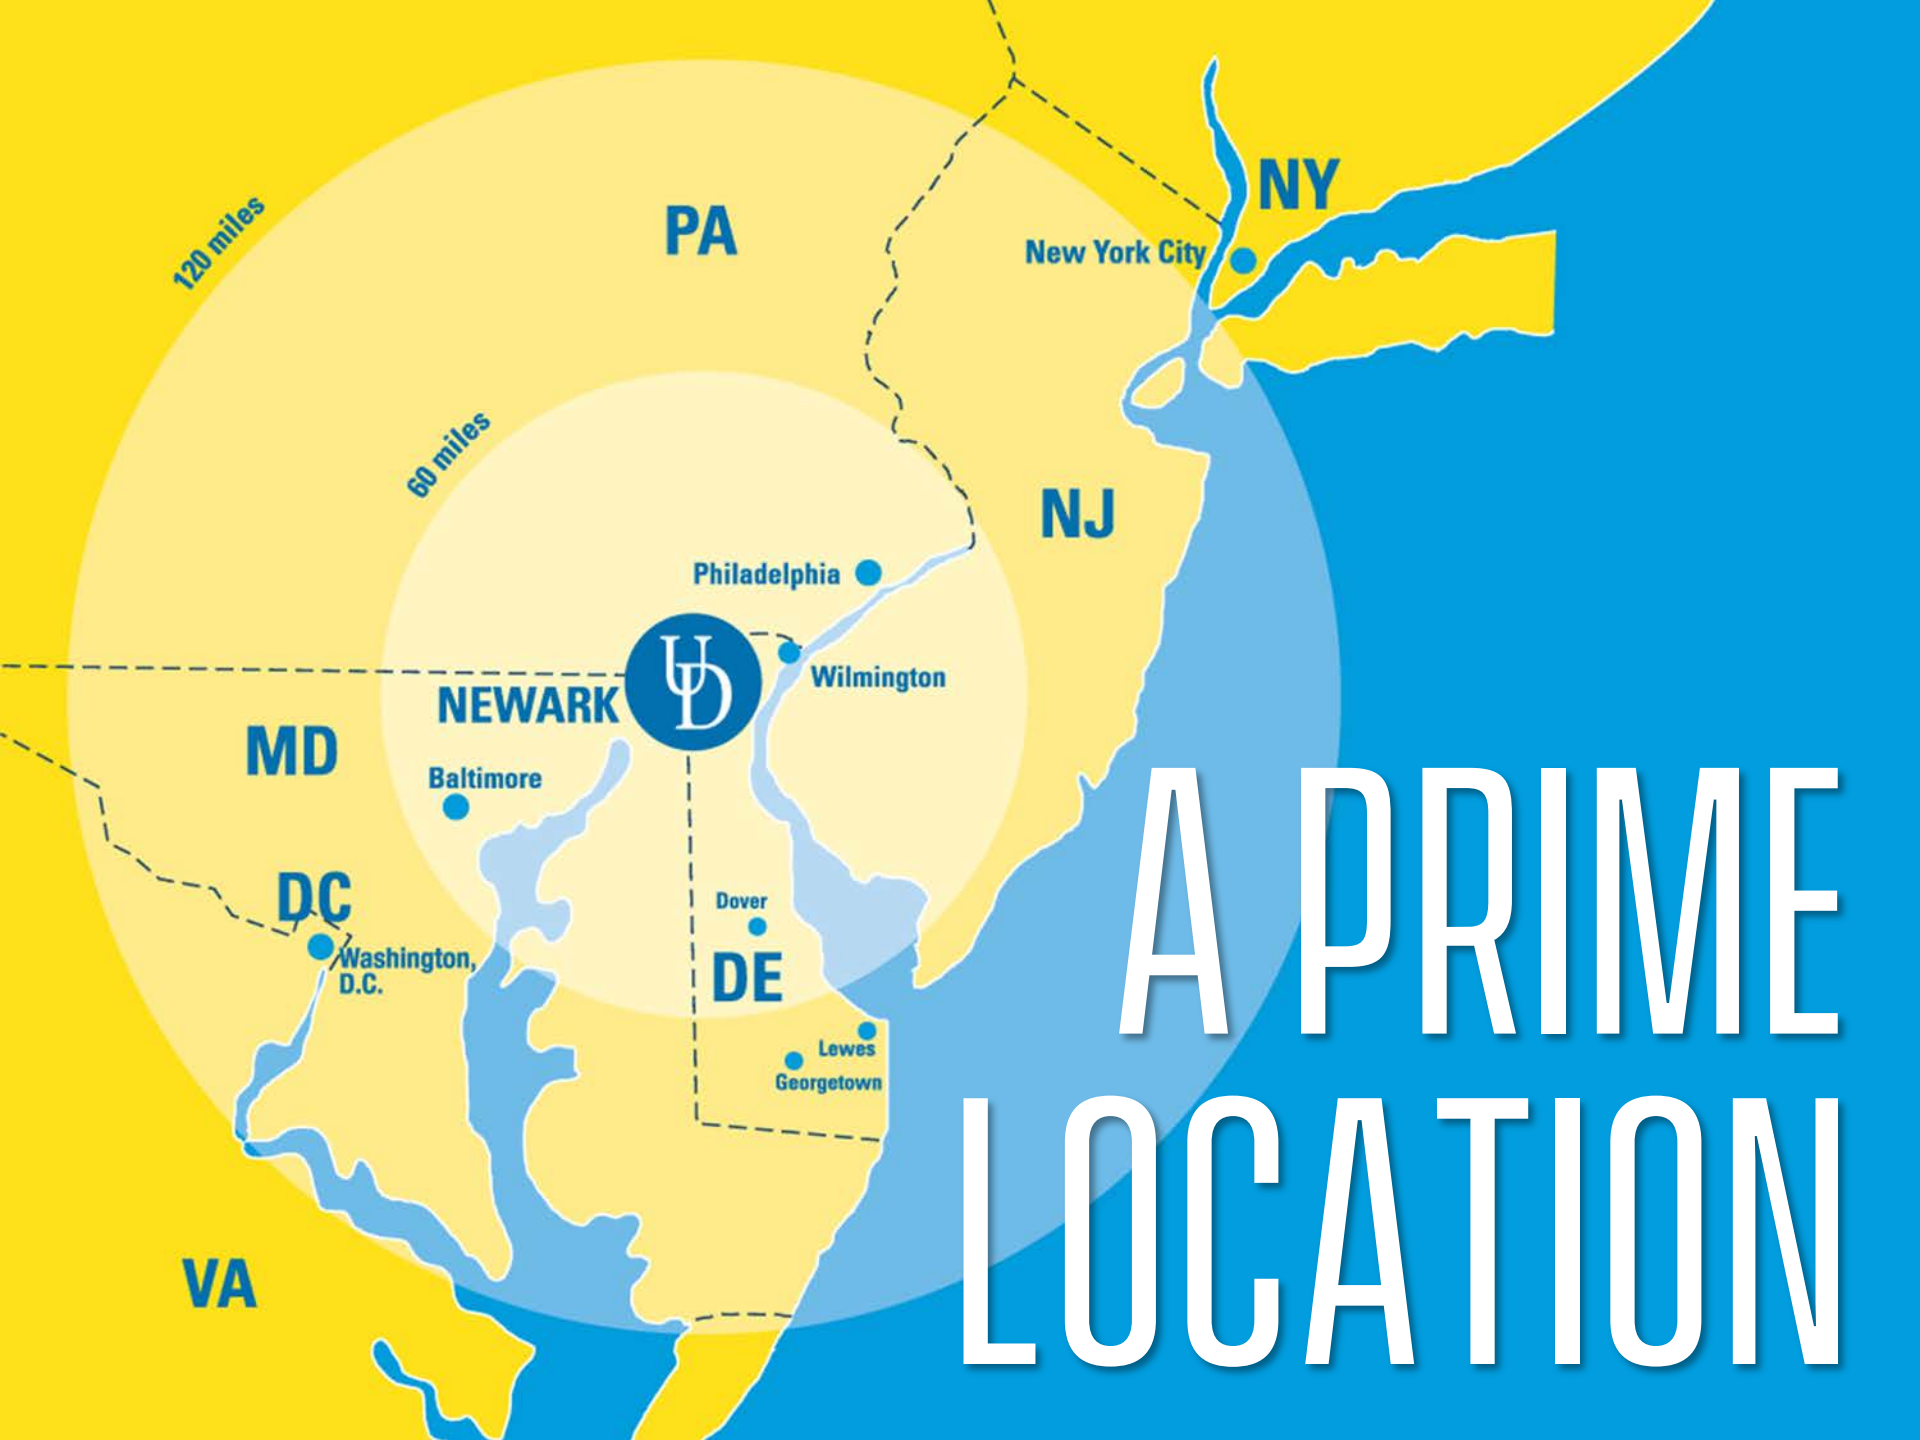 NY
120 miles
PA
New York City
60 miles
NJ
Philadelphia
UD
Wilmington
NEWARK
MD
Baltimore
DC
Dover
Washington,
D.C.
DE
Lewes
Georgetown
VA
A PRIME
LOCATION